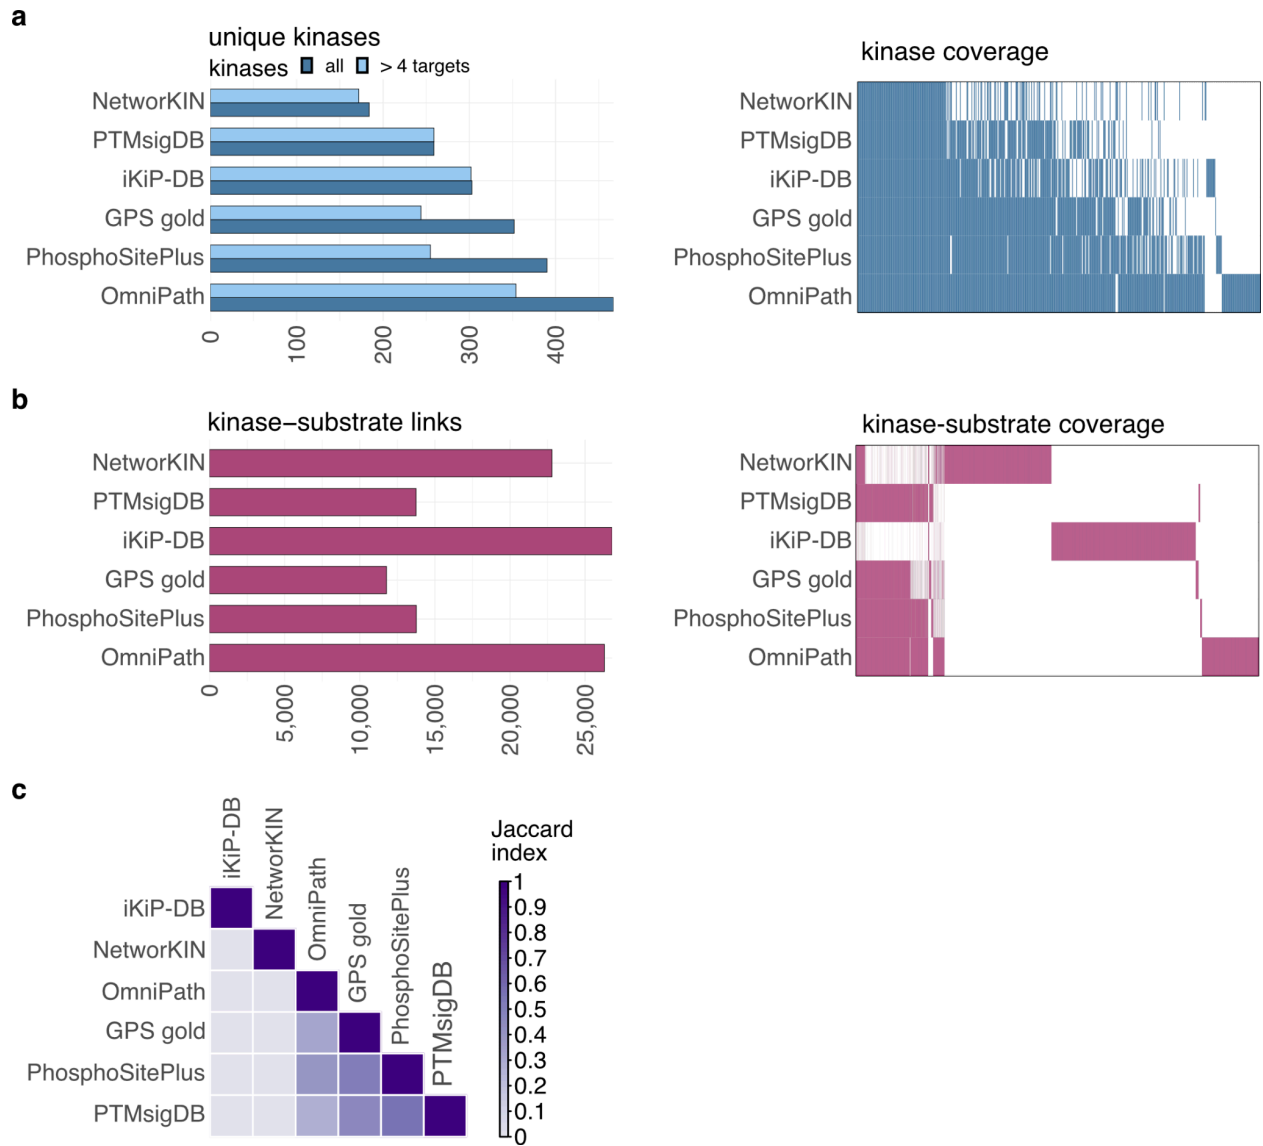 a
unique kinases
kinases all > 4 targets
NetworKIN
PTMsigDB
iKiP-DB
GPS gold
PhosphoSitePlus
OmniPath
0
100
200
300
400
kinase coverage
NetworKIN
PTMsigDB
iKiP-DB
GPS gold
PhosphoSitePlus
OmniPath
b
kinase−substrate links
NetworKIN
PTMsigDB
iKiP-DB
GPS gold
PhosphoSitePlus
OmniPath
0
5,000
10,000
15,000
20,000
25,000
kinase-substrate coverage
NetworKIN
PTMsigDB
iKiP-DB
GPS gold
PhosphoSitePlus
OmniPath
c
iKiP-DB
NetworKIN
OmniPath
GPS gold
PhosphoSitePlus
PTMsigDB
iKiP-DB
NetworKIN
OmniPath
GPS gold
PhosphoSitePlus
PTMsigDB
Jaccard
index
1
0.9
0.8
0.7
0.6
0.5
0.4
0.3
0.2
0.1
0